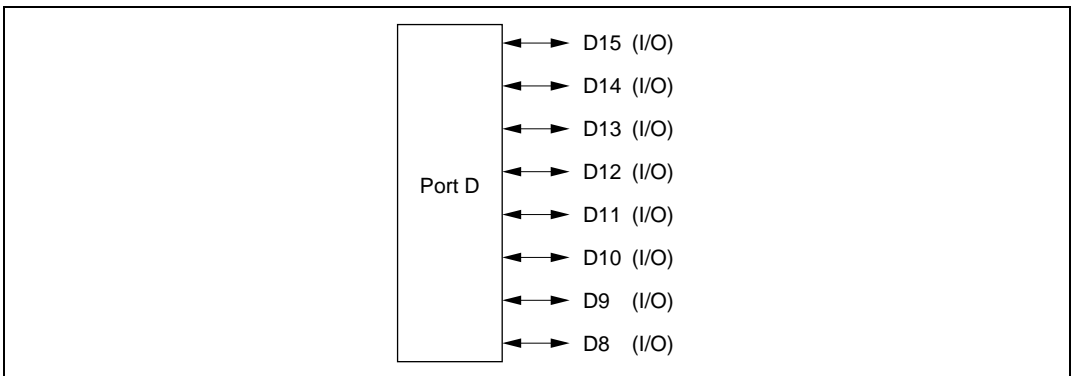 D15 (I/O)
D14 (I/O)
D13 (I/O)
D12 (I/O)
Port D
D11 (I/O)
D10 (I/O)
D9 (I/O)
D8 (I/O)